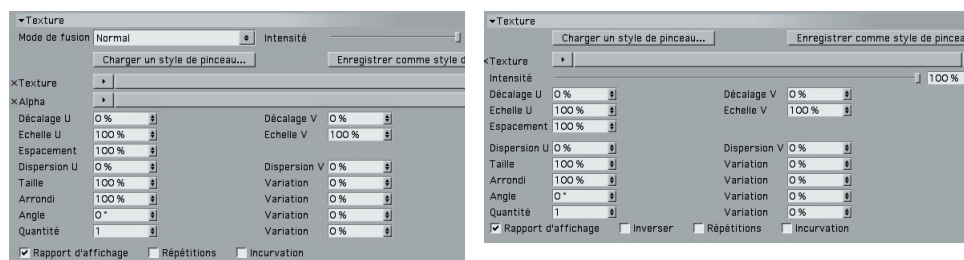 Texture
Mode de fusion Normal Intensité
Charger un style de pinceau... Enregistrer comme style d
Texture
Alpha
Décalage U 0 % Décalage V 0 %
Echelle U 100 % Echelle V 100 %
Espacement 100 %
Dispersion U 0 % Dispersion V 0 %
Taille 100 % Variation 0 %
Arrondi 100 % Variation 0 %
Angle 0 ° Variation 0 %
Quantité 1 Variation 0 %
Rapport d'affichage Répétitions Incurvation
Texture
Charger un style de pinceau... Enregistrer comme style de pincea
Texture
Intensité 100 %
Décalage U 0 % Décalage V 0 %
Echelle U 100 % Echelle V 100 %
Espacement 100 %
Dispersion U 0 % Dispersion V 0 %
Taille 100 % Variation 0 %
Arrondi 100 % Variation 0 %
Angle 0 ° Variation 0 %
Quantité 1 Variation 0 %
Rapport d'affichage Inverser Répétitions Incurvation